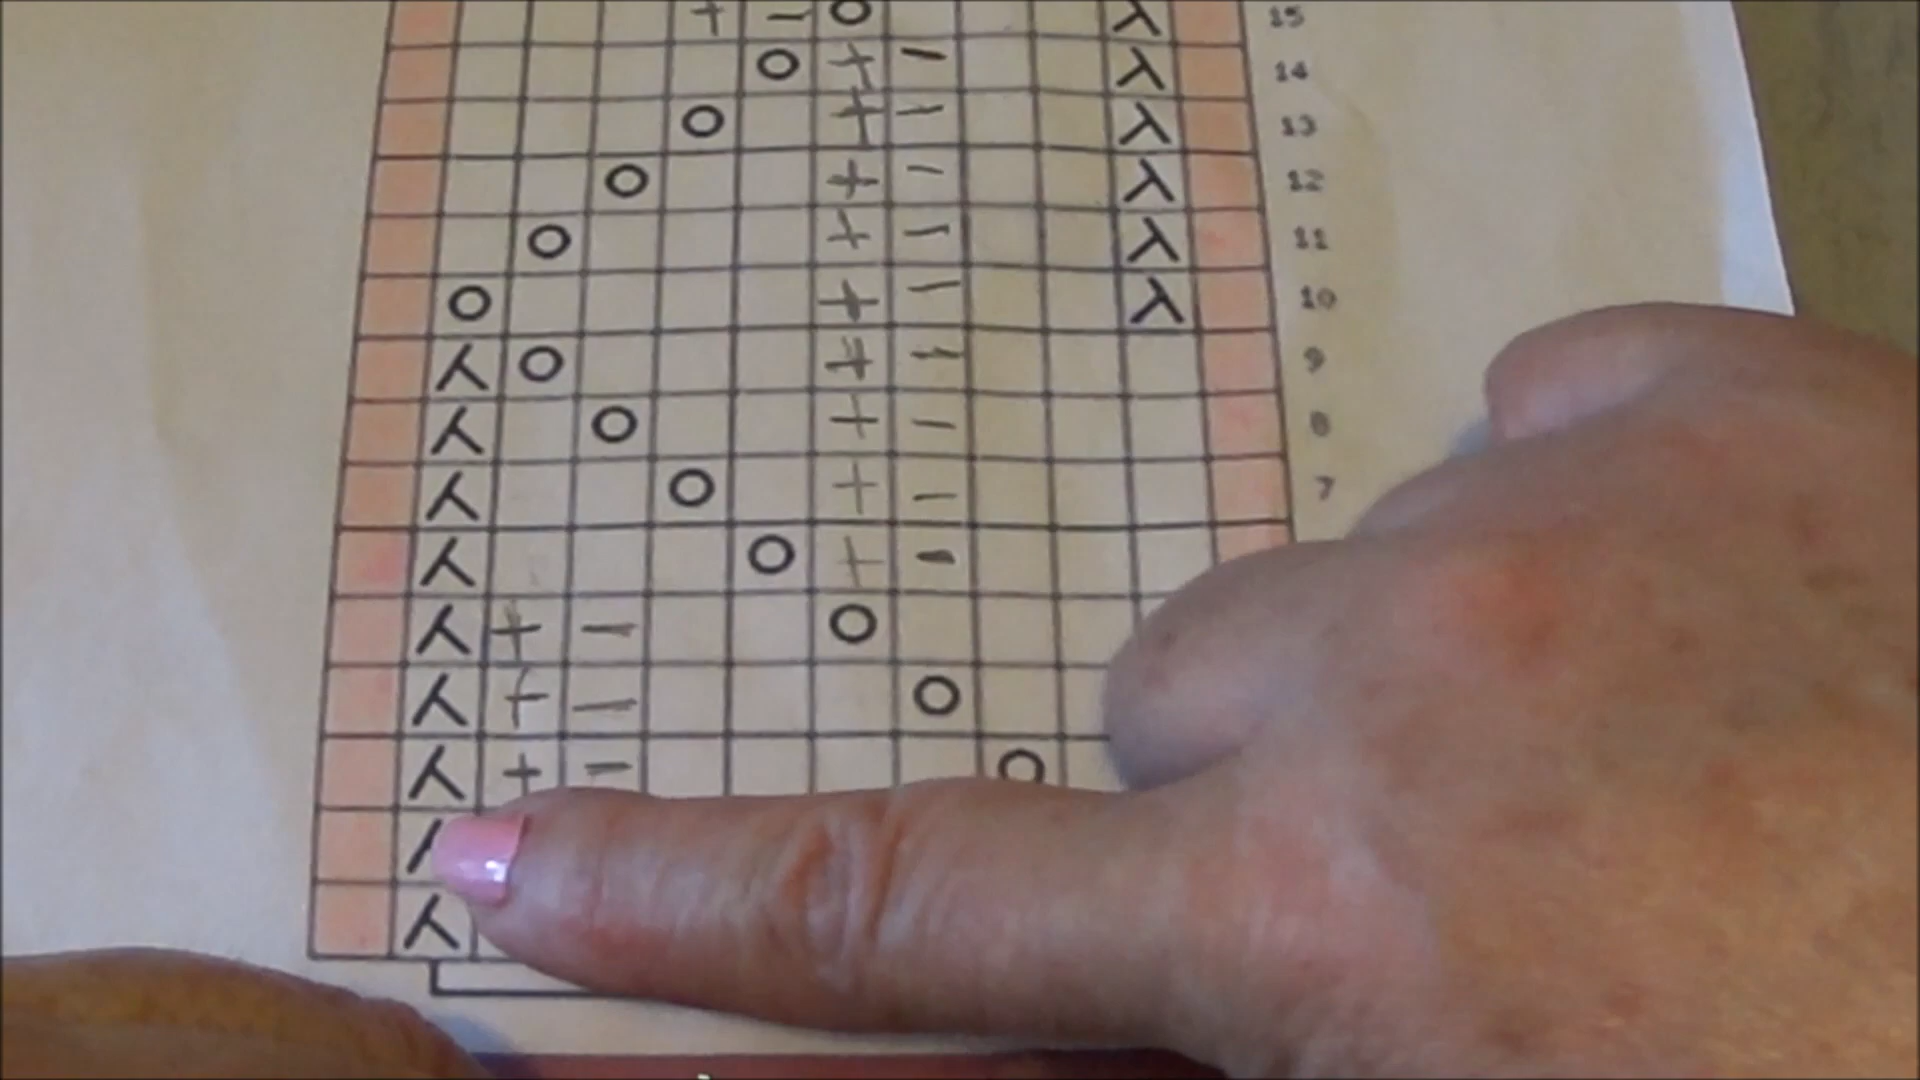 + - O 15
O + - 14
O + - 13
O + - 12
O + - 11
O + - 10
O + - 9
O + - 8
O + - 7
O + -
+ - O
+ - O
+ - O